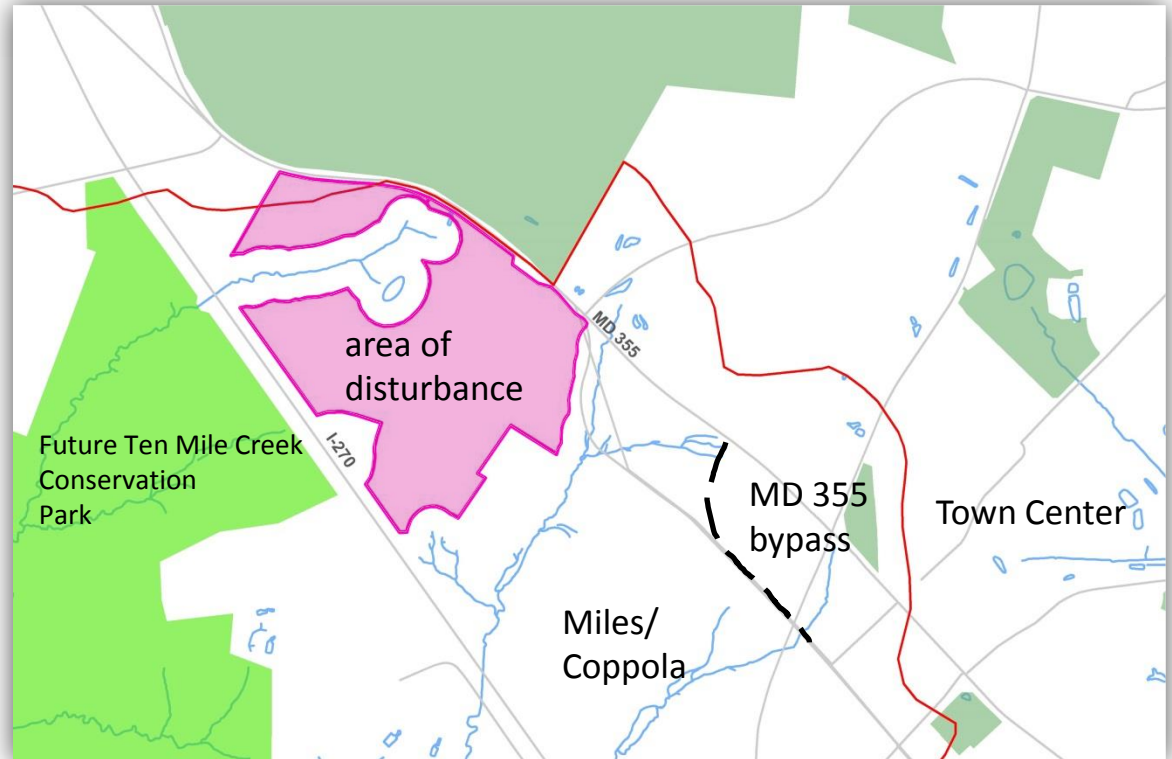 MD 355
area of
disturbance
I-270
Future Ten Mile Creek
Conservation
Park
MD 355
bypass
Town Center
Miles/
Coppola